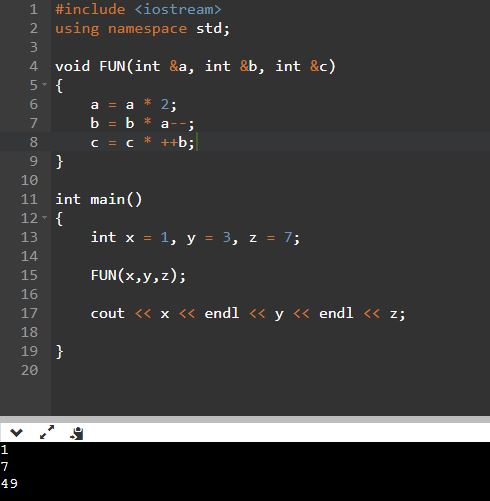 1 #include <iostream>
2 using namespace std;
3
4 void FUN(int &a, int &b, int &c)
5 {
6     a = a * 2;
7     b = b * a--;
8     c = c * ++b;
9 }
10
11 int main()
12 {
13     int x = 1, y = 3, z = 7;
14
15     FUN(x,y,z);
16
17     cout << x << endl << y << endl << z;
18
19 }
20
1
7
49